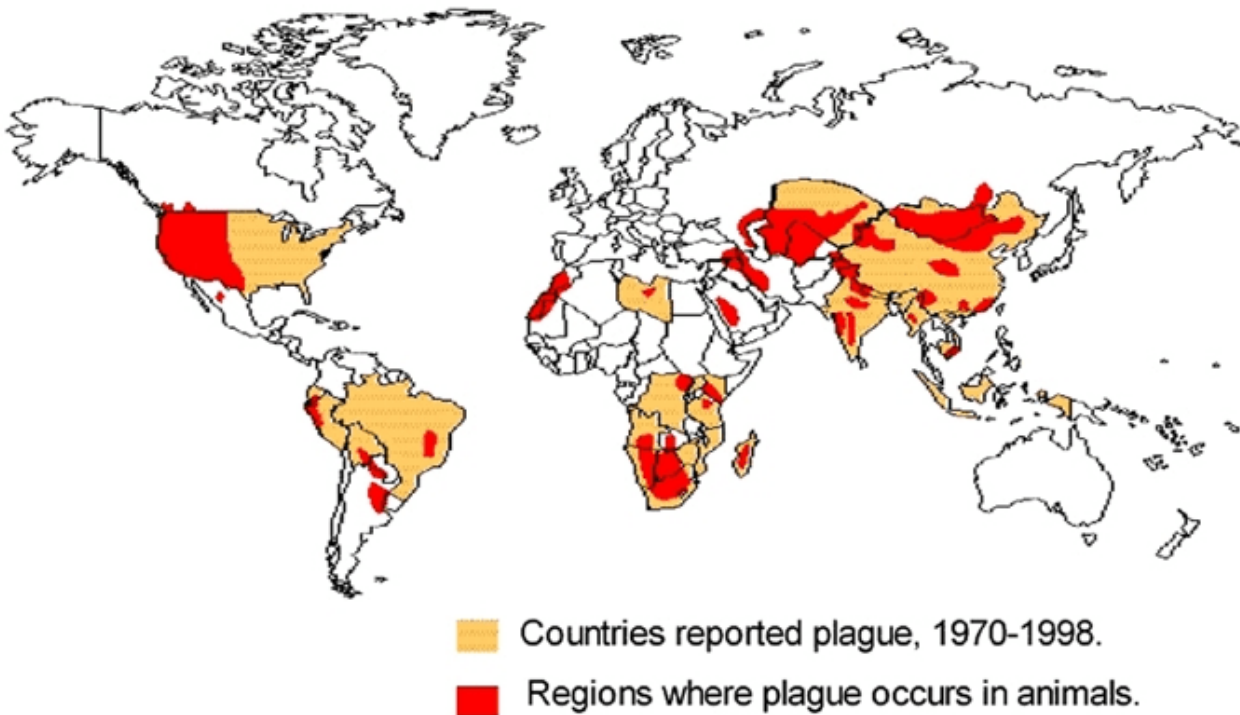 Countries reported plague, 1970-1998.
Regions where plague occurs in animals.